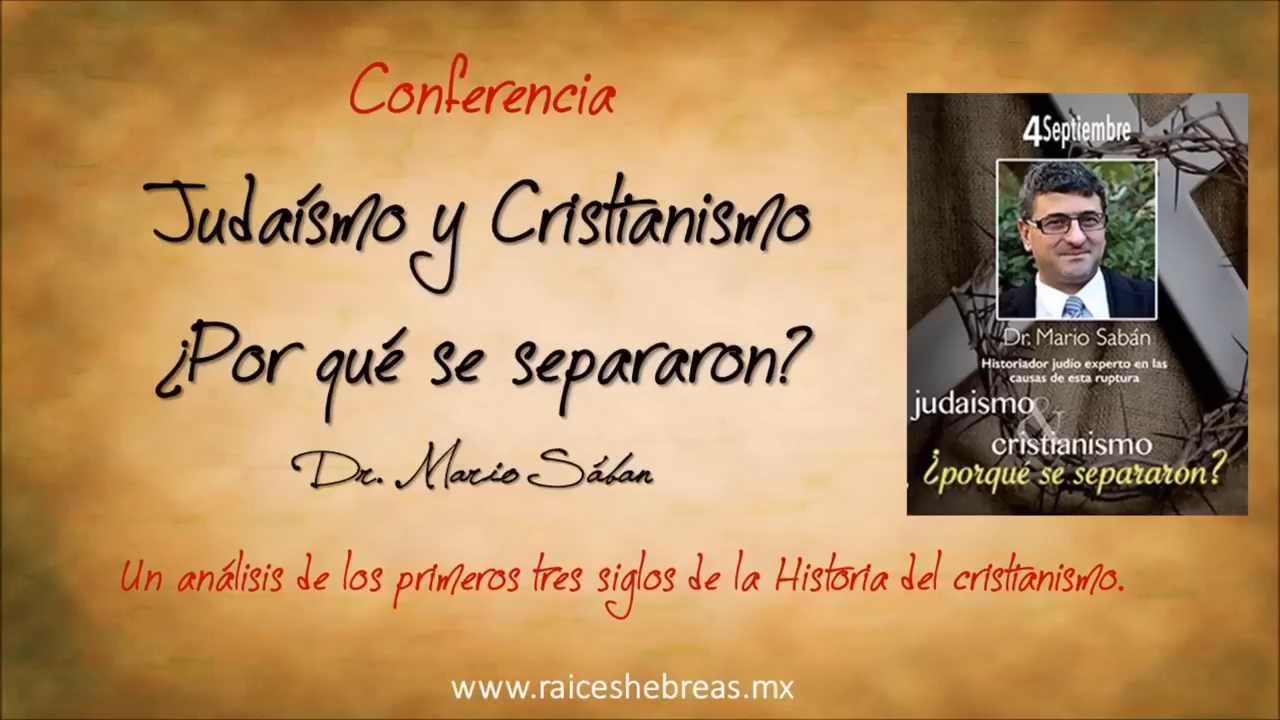 Conferencia
Judaísmo y Cristianismo
¿Por qué se separaron?
Dr. Mario Sában
Un análisis de los primeros tres siglos de la Historia del cristianismo.
www.raiceshebreas.mx
4 Septiembre
Dr. Mario Sabán
Historiador judío experto en las
causas de esta ruptura
judaismo
&
cristianismo
¿porqué se separaron?